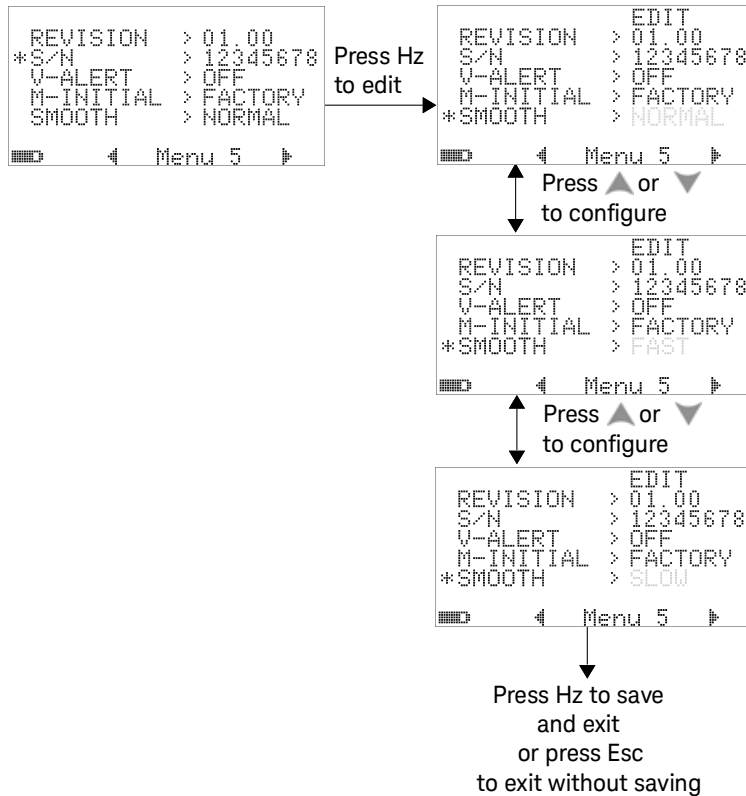 REVISION > 01.00
*S/N > 12345678
V-ALERT > OFF
M-INITIAL > FACTORY
SMOOTH > NORMAL
Menu 5
Press Hz
to edit
EDIT
REVISION > 01.00
S/N > 12345678
V-ALERT > OFF
M-INITIAL > FACTORY
*SMOOTH > NORMAL
Menu 5
Press or
to configure
EDIT
REVISION > 01.00
S/N > 12345678
V-ALERT > OFF
M-INITIAL > FACTORY
*SMOOTH > FAST
Menu 5
Press or
to configure
EDIT
REVISION > 01.00
S/N > 12345678
V-ALERT > OFF
M-INITIAL > FACTORY
*SMOOTH > SLOW
Menu 5
Press Hz to save
and exit
or press Esc
to exit without saving